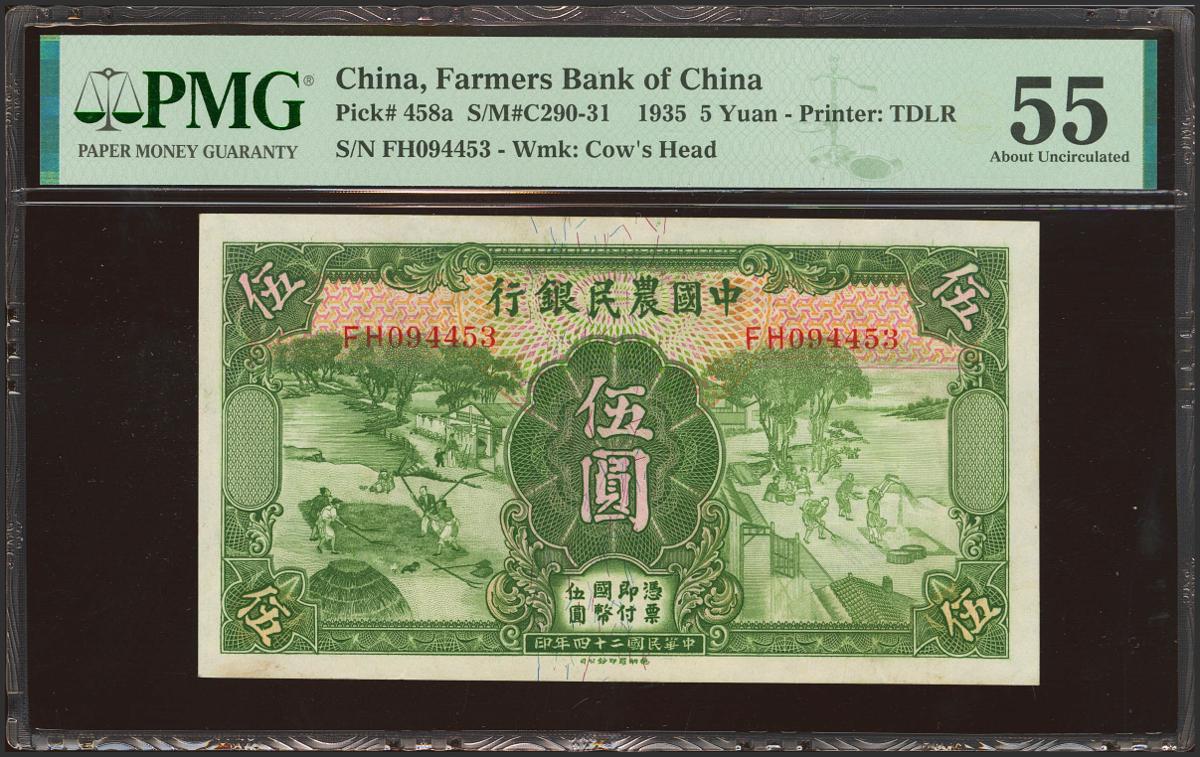 PMG®
PAPER MONEY GUARANTY
China, Farmers Bank of China
Pick# 458a S/M#C290-31 1935 5 Yuan - Printer: TDLR
S/N FH094453 - Wmk: Cow's Head
55
About Uncirculated
伍
行銀民農國中
伍
FH094453
FH094453
伍
圓
伍國即憑
圓幣付票
伍
伍
印年四十二國民華中